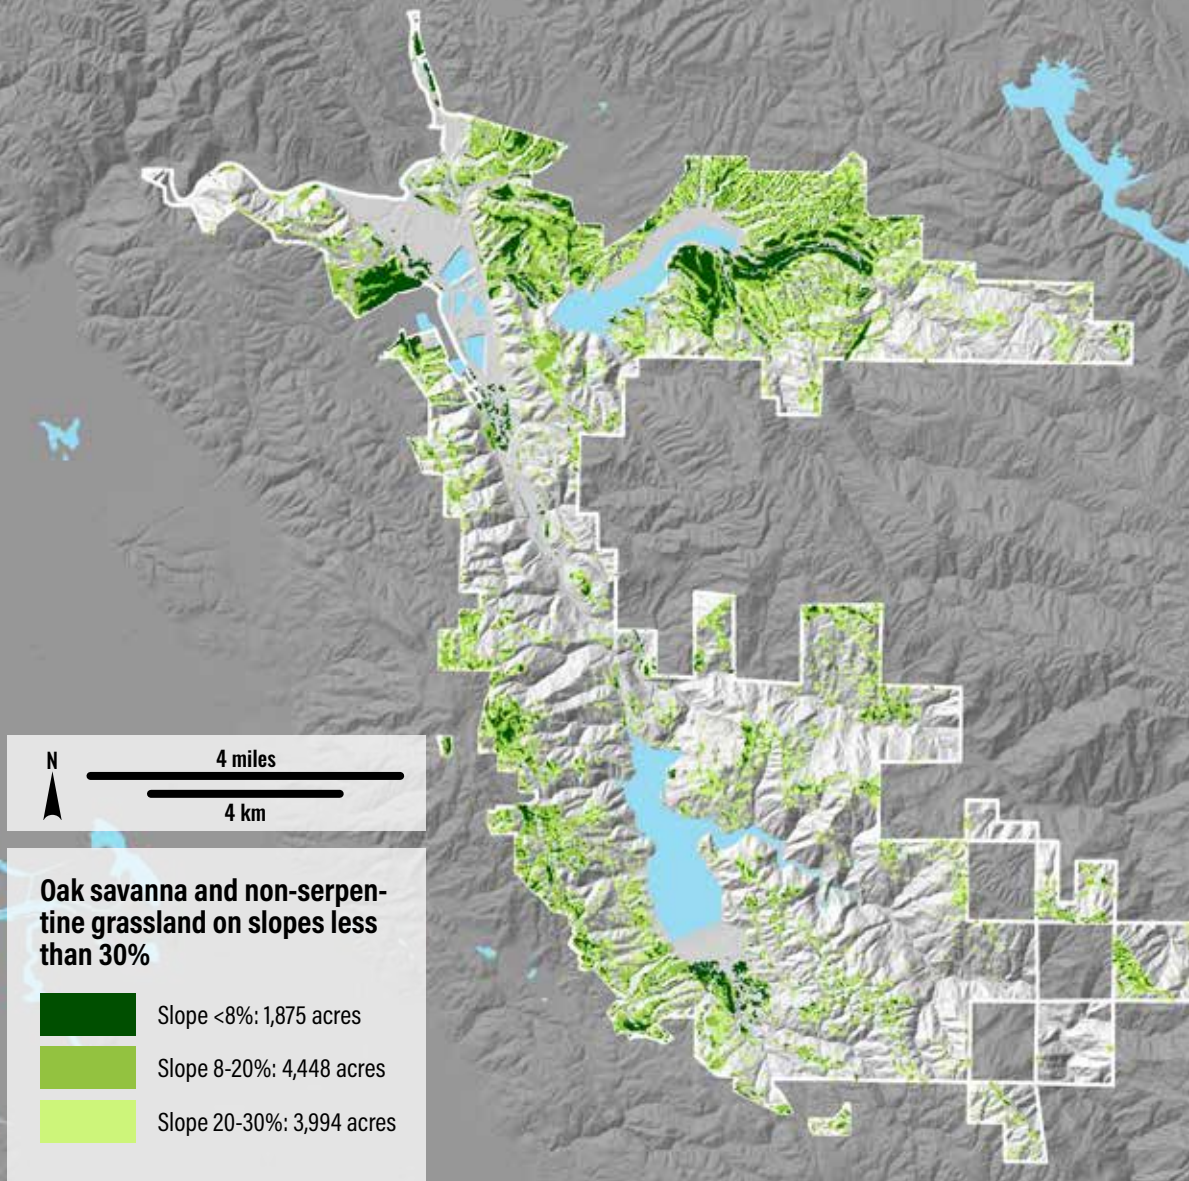 N
4 miles
4 km
Oak savanna and non-serpen-
tine grassland on slopes less
than 30%
Slope <8%: 1,875 acres
Slope 8-20%: 4,448 acres
Slope 20-30%: 3,994 acres